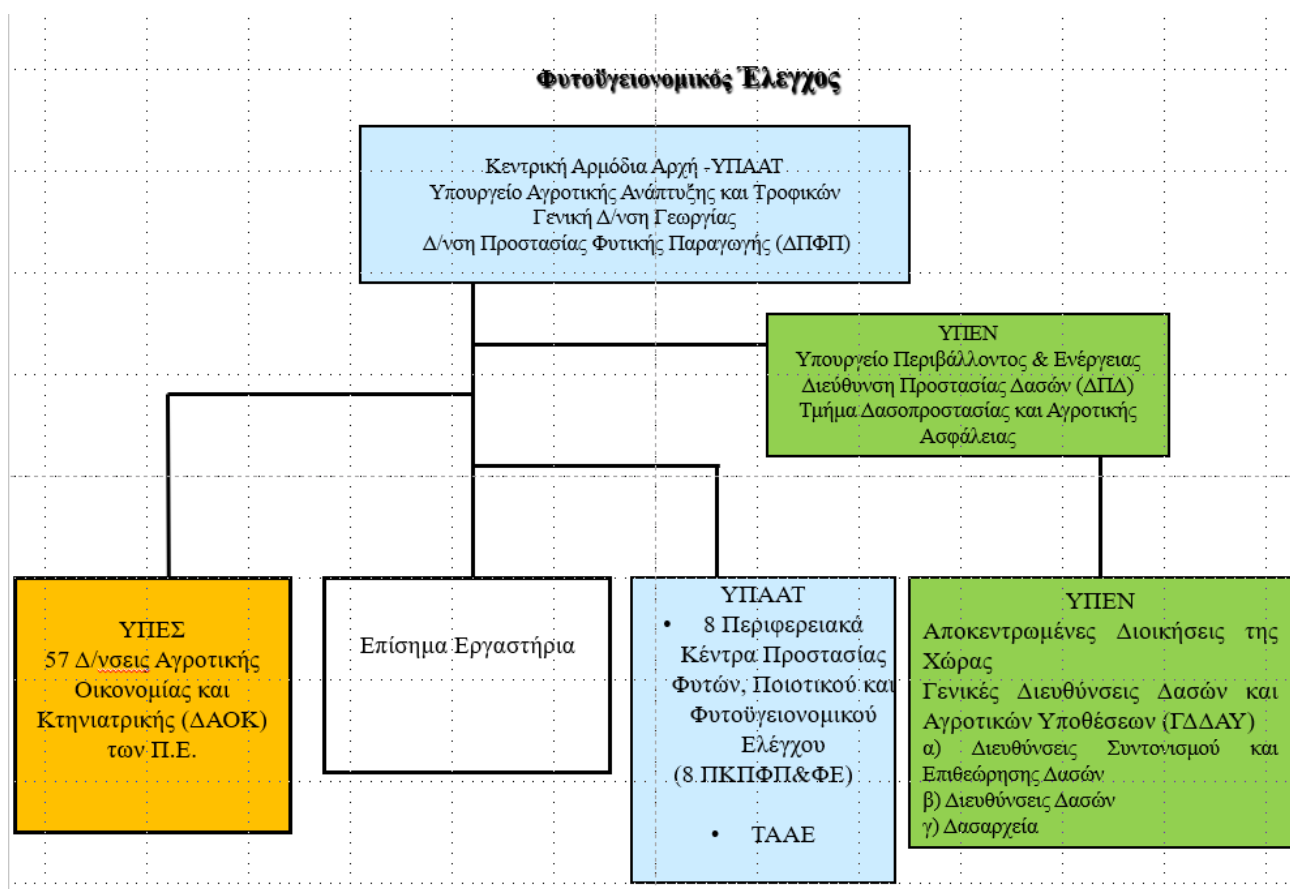 Φυτοϋγειονομικός Έλεγχος
Κεντρική Αρμόδια Αρχή -ΥΠΑΑΤ
Υπουργείο Αγροτικής Ανάπτυξης και Τροφικών
Γενική Δ/νση Γεωργίας
Δ/νση Προστασίας Φυτικής Παραγωγής (ΔΠΦΠ)
ΥΠΕΝ
Υπουργείο Περιβάλλοντος & Ενέργειας
Διεύθυνση Προστασίας Δασών (ΔΠΔ)
Τμήμα Δασοπροστασίας και Αγροτικής
Ασφάλειας
ΥΠΕΣ
57 Δ/νσεις Αγροτικής
Οικονομίας και
Κτηνιατρικής (ΔΑΟΚ)
των Π.Ε.
Επίσημα Εργαστήρια
ΥΠΑΑΤ
• 8 Περιφερειακά
Κέντρα Προστασίας
Φυτών, Ποιοτικού και
Φυτοϋγειονομικού
Ελέγχου
(8 ΠΚΠΦΠ&ΦΕ)
• ΤΑΑΕ
ΥΠΕΝ
Αποκεντρωμένες Διοικήσεις της
Χώρας
Γενικές Διευθύνσεις Δασών και
Αγροτικών Υποθέσεων (ΓΔΔΑΥ)
α) Διευθύνσεις Συντονισμού και
Επιθεώρησης Δασών
β) Διευθύνσεις Δασών
γ) Δασαρχεία